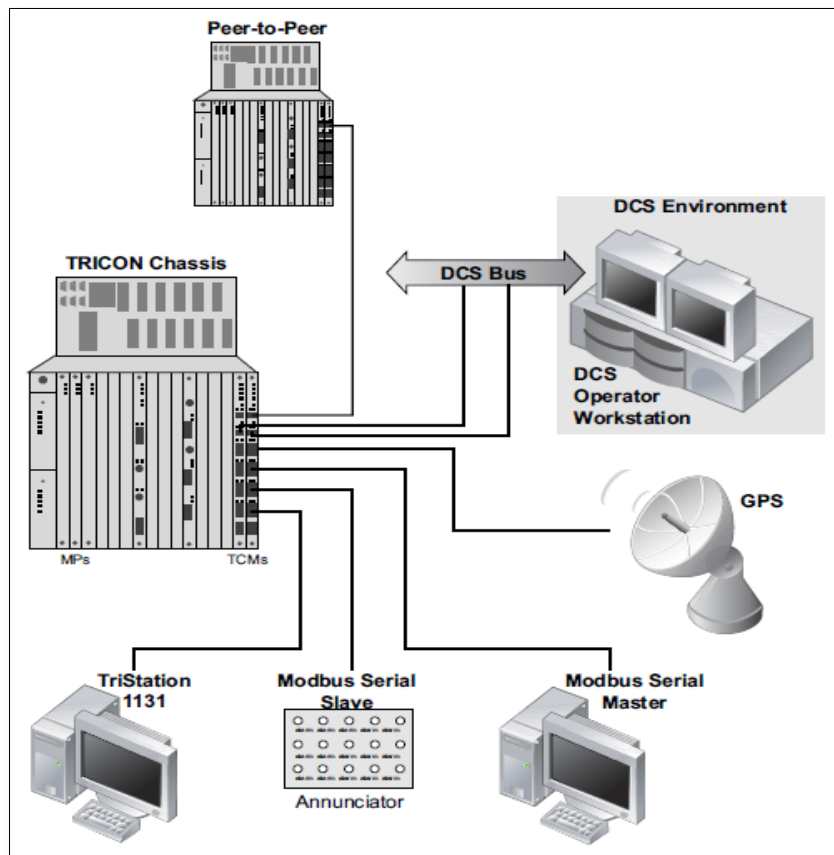 Peer-to-Peer
DCS Environment
TRICON Chassis
DCS Bus
DCS
Operator
Workstation
GPS
MPs
TCMs
TriStation
1131
Modbus Serial
Slave
Modbus Serial
Master
Annunciator